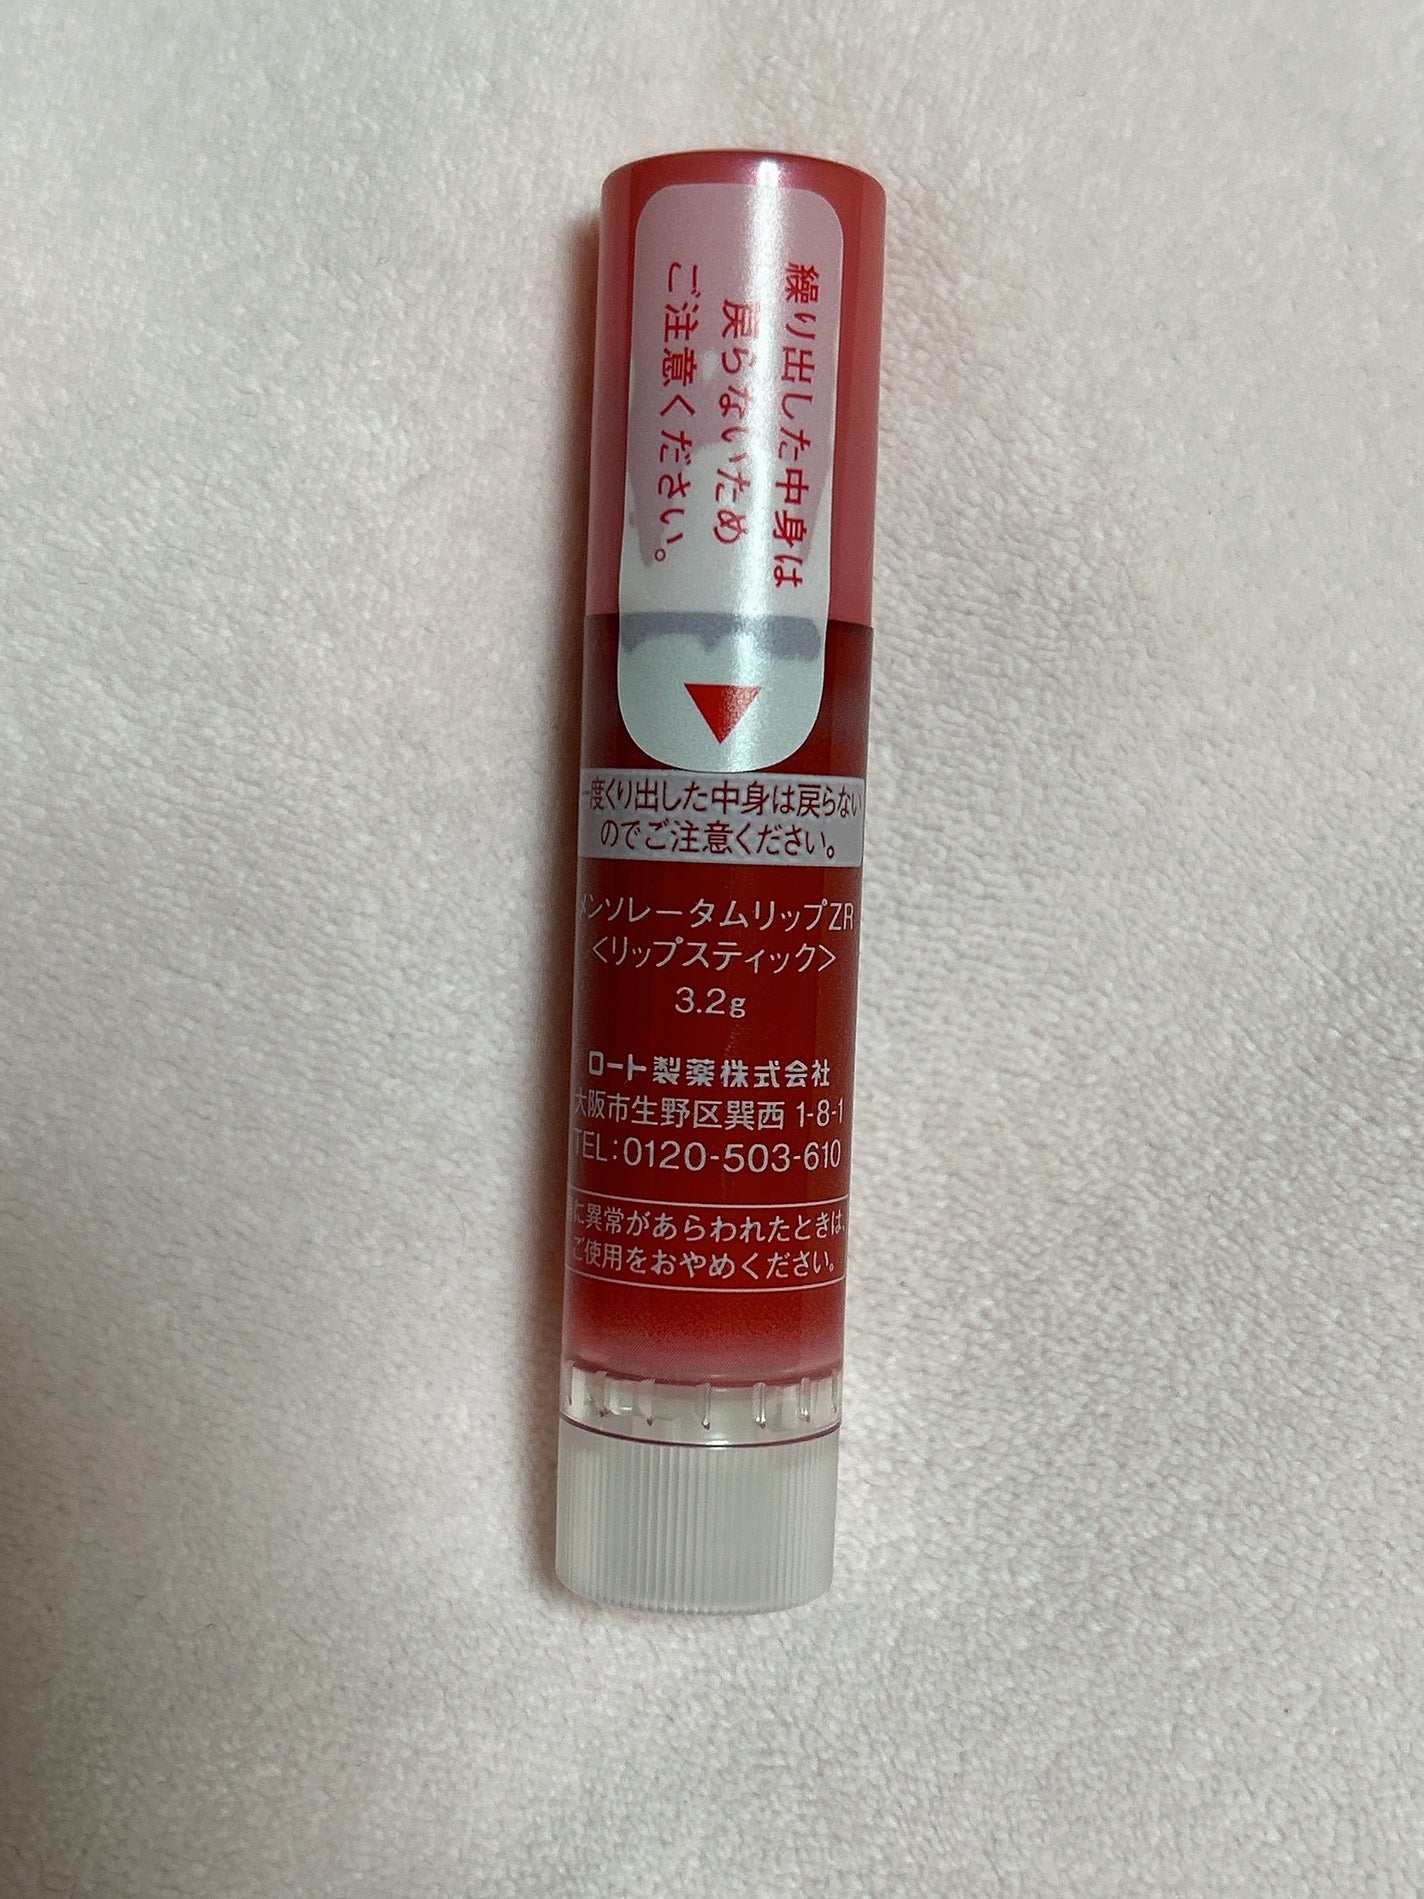 繰り出した中身は
戻らないため
ご注意ください。
一度くり出した中身は戻らない
のでご注意ください。
メンソレータムリップZR
<リップスティック>
3.2g
ロート製薬株式会社
大阪市生野区巽西 1-8-1
TEL:0120-503-610
に異常があらわれたときは、
ご使用をおやめください。